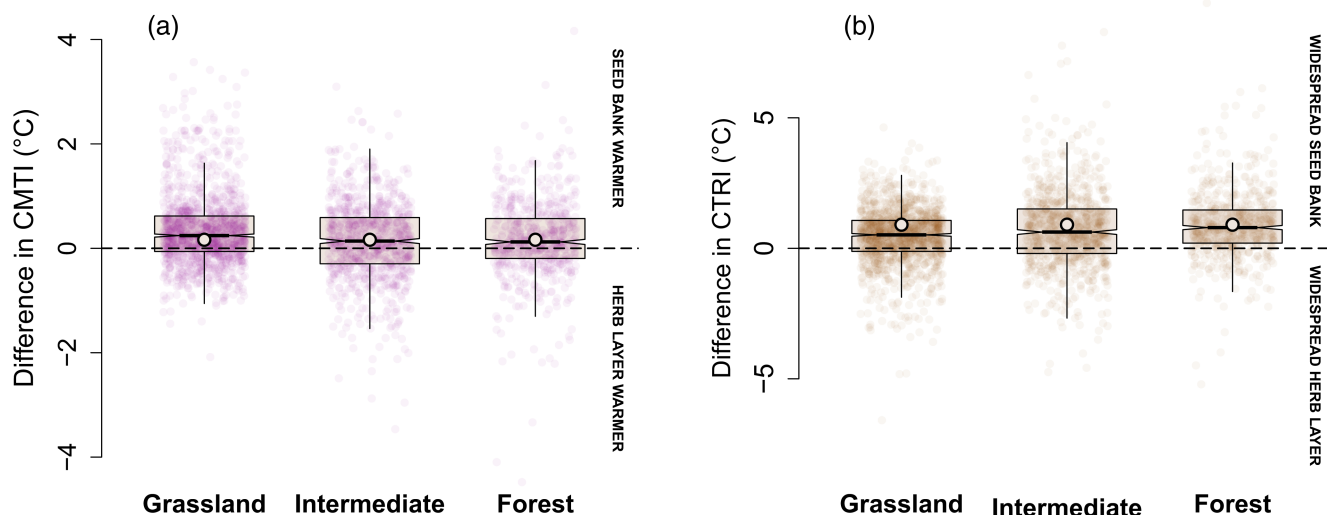 (a)
Difference in CMTI (°C)
4
2
0
−2
−4
SEED BANK WARMER
HERB LAYER WARMER
Grassland Intermediate Forest
(b)
Difference in CTRI (°C)
5
0
−5
WIDESPREAD SEED BANK
WIDESPREAD HERB LAYER
Grassland Intermediate Forest